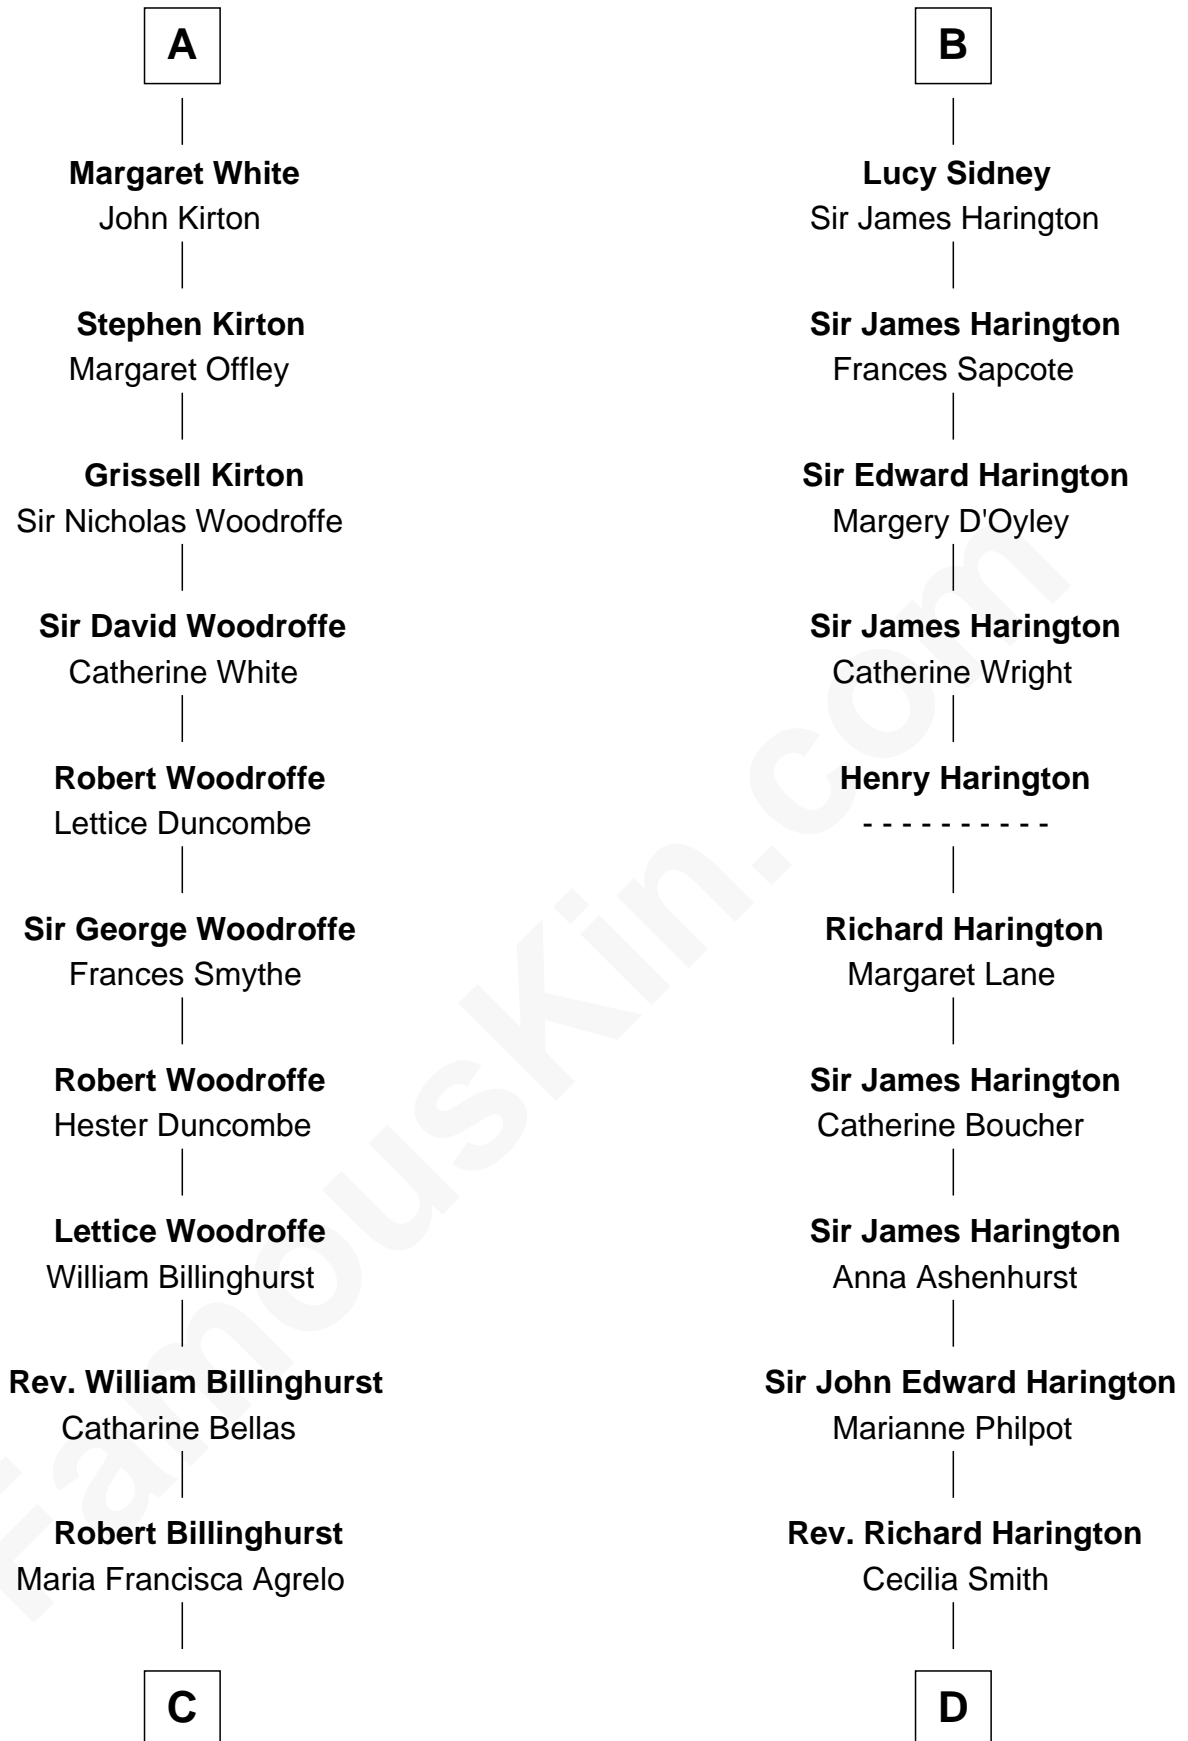 A
Margaret White
John Kirton
Stephen Kirton
Margaret Offley
Grissell Kirton
Sir Nicholas Woodroffe
Sir David Woodroffe
Catherine White
Robert Woodroffe
Lettice Duncombe
Sir George Woodroffe
Frances Smythe
Robert Woodroffe
Hester Duncombe
Lettice Woodroffe
William Billinghurst
Rev. William Billinghurst
Catharine Bellas
Robert Billinghurst
Maria Francisca Agrelo
C
B
Lucy Sidney
Sir James Harington
Sir James Harington
Frances Sapcote
Sir Edward Harington
Margery D'Oyley
Sir James Harington
Catherine Wright
Henry Harington
- - - - - - - - - -
Richard Harington
Margaret Lane
Sir James Harington
Catherine Boucher
Sir James Harington
Anna Ashenhurst
Sir John Edward Harington
Marianne Philpot
Rev. Richard Harington
Cecilia Smith
D
FamousKin.com